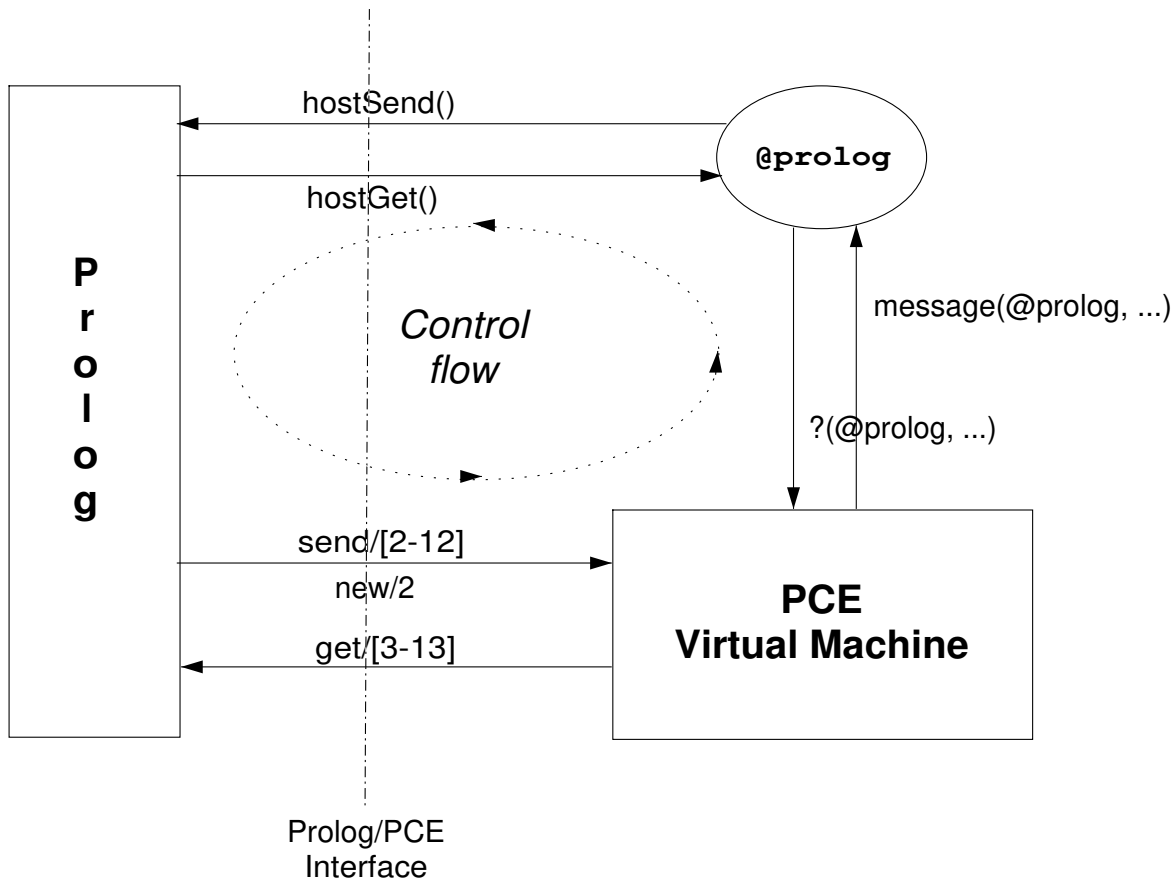 hostSend()
@prolog
hostGet()
Prolog
Control
flow
message(@prolog, ...)
?(@prolog, ...)
send/[2-12]
new/2
get/[3-13]
PCE
Virtual Machine
Prolog/PCE
Interface